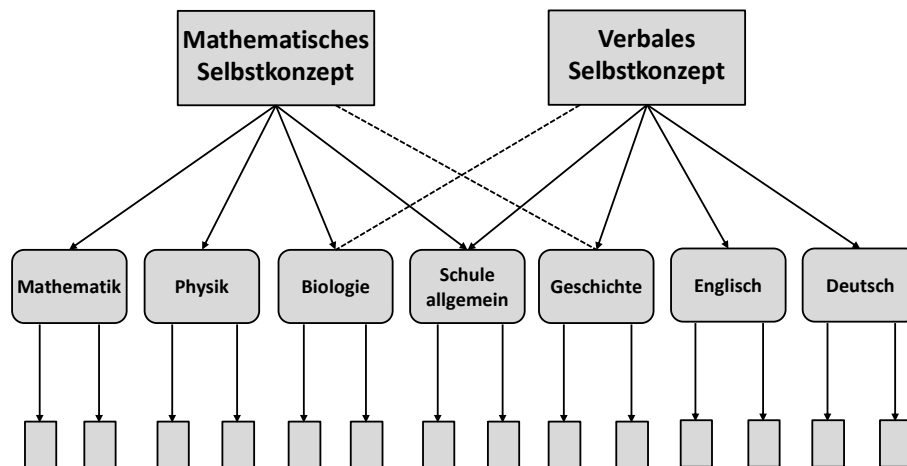 Mathematisches
Selbstkonzept
Verbales
Selbstkonzept
Mathematik
Physik
Biologie
Schule
allgemein
Geschichte
Englisch
Deutsch